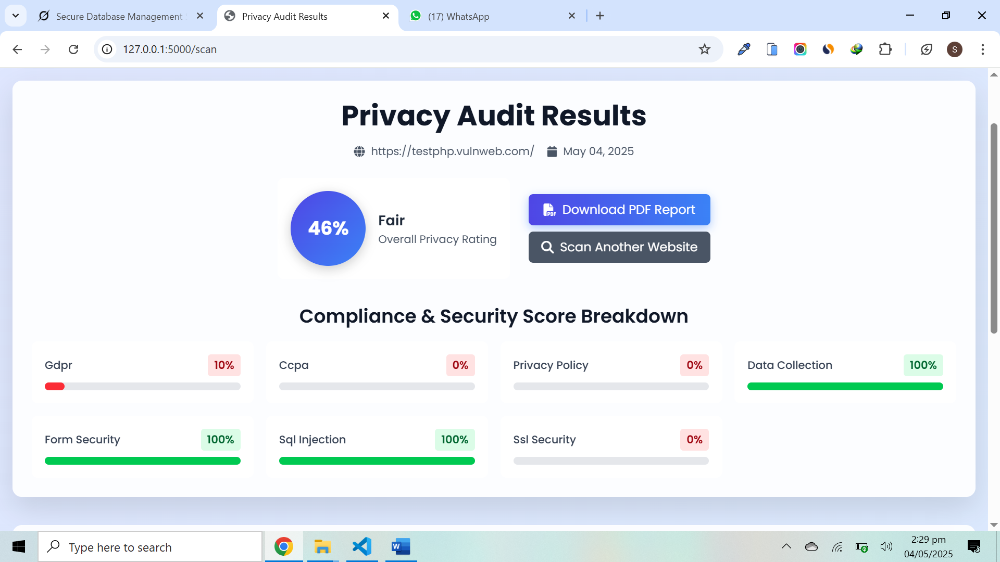 Secure Database Management
Privacy Audit Results
(17) WhatsApp
127.0.0.1:5000/scan
S
Privacy Audit Results
https://testphp.vulnweb.com/ May 04, 2025
46%
Fair
Overall Privacy Rating
PDF Download PDF Report
Scan Another Website
Compliance & Security Score Breakdown
Gdpr 10%
Ccpa 0%
Privacy Policy 0%
Data Collection 100%
Form Security 100%
Sql Injection 100%
Ssl Security 0%
Type here to search
W
2:29 pm
04/05/2025